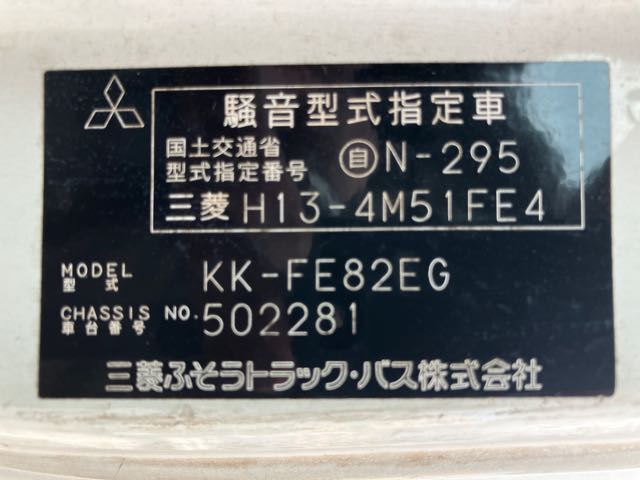 騒音型式指定車
国土交通省
型式指定番号 自N-295
三菱 H13-4M51FE4
MODEL
型式 KK-FE82EG
CHASSIS NO.
車台番号 502281
三菱ふそうトラック・バス株式会社